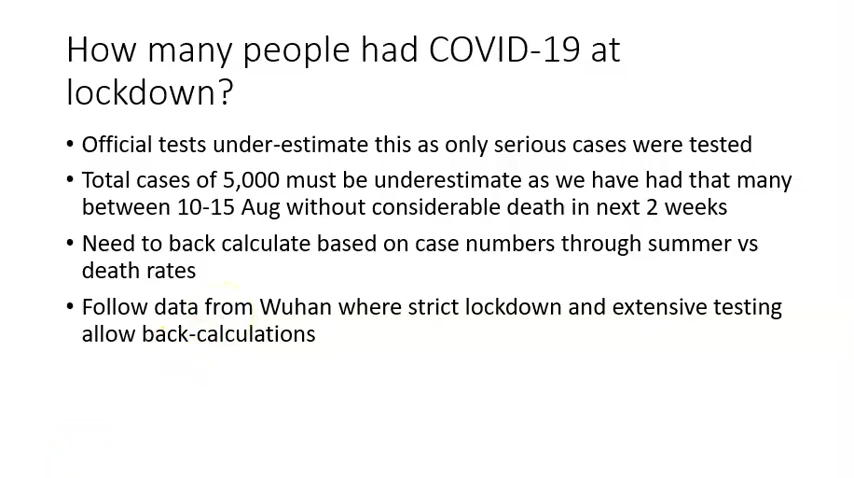 How many people had COVID-19 at
lockdown?
• Official tests under-estimate this as only serious cases were tested
• Total cases of 5,000 must be underestimate as we have had that many
between 10-15 Aug without considerable death in next 2 weeks
• Need to back calculate based on case numbers through summer vs
death rates
• Follow data from Wuhan where strict lockdown and extensive testing
allow back-calculations